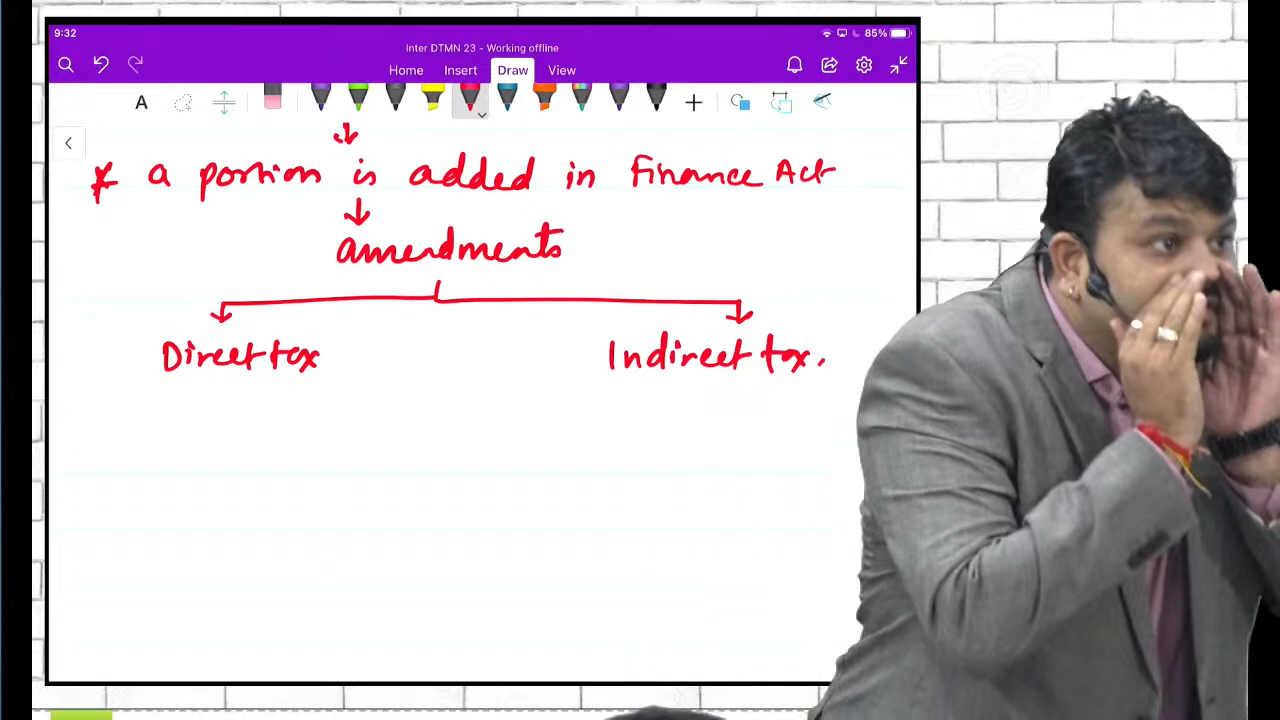 9:32
85%
Inter DTMN 23 - Working offline
Home Insert Draw View
A
* a portion is added in Finance Act
amendments
Direct tax Indirect tax.